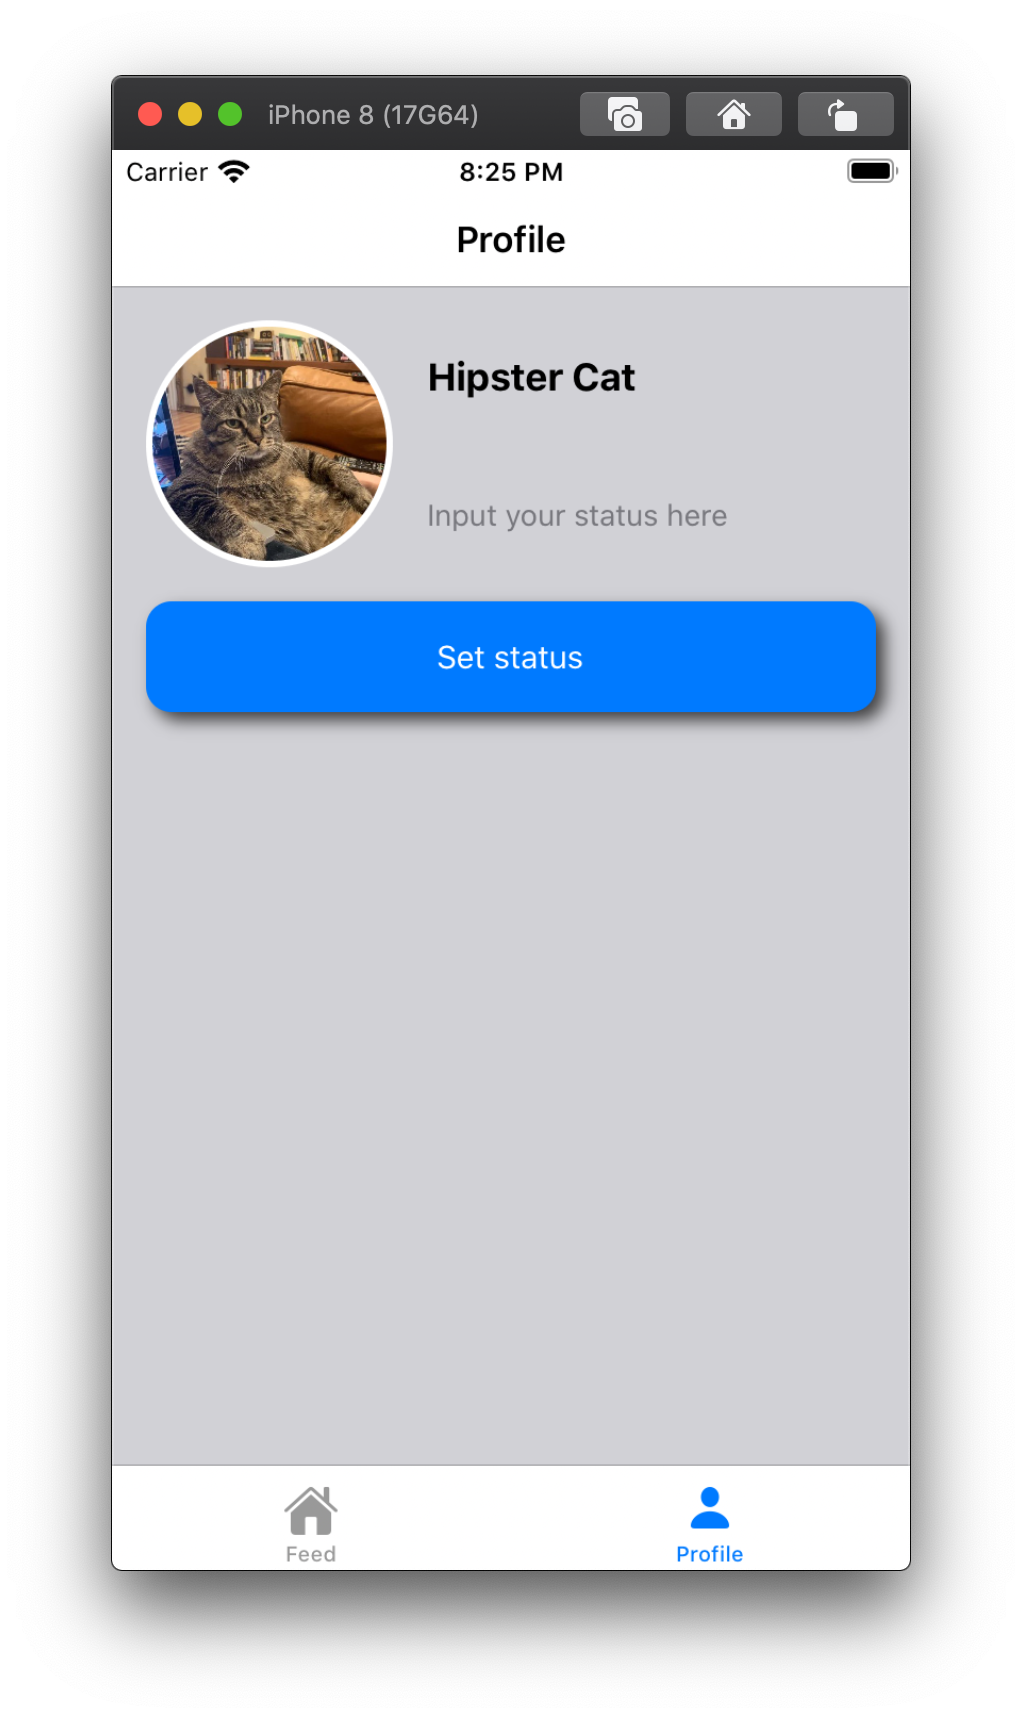 iPhone 8 (17G64)
Carrier 8:25 PM
Profile
Hipster Cat
Input your status here
Set status
Feed Profile